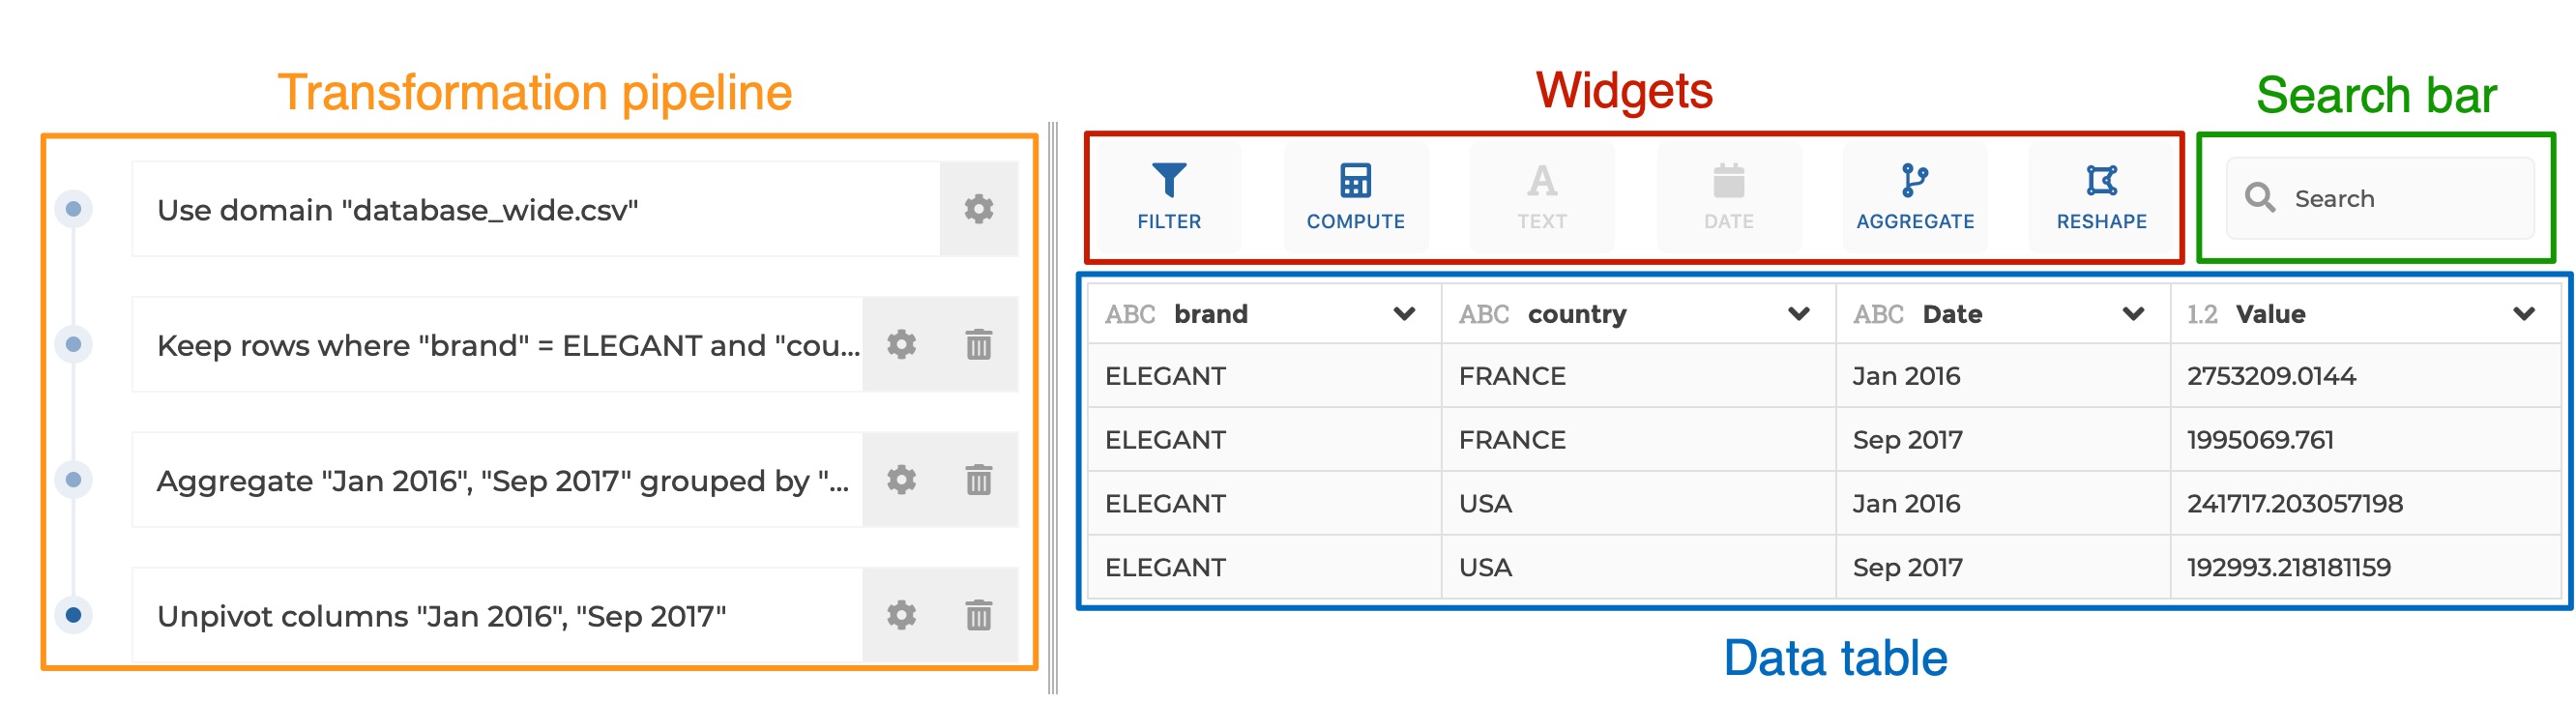 Transformation pipeline
Use domain "database_wide.csv"
Keep rows where "brand" = ELEGANT and "cou...
Aggregate "Jan 2016", "Sep 2017" grouped by "...
Unpivot columns "Jan 2016", "Sep 2017"
Widgets
FILTER COMPUTE TEXT DATE AGGREGATE RESHAPE
Search bar
Search
ABC brand ABC country ABC Date 1.2 Value
ELEGANT FRANCE Jan 2016 2753209.0144
ELEGANT FRANCE Sep 2017 1995069.761
ELEGANT USA Jan 2016 241717.203057198
ELEGANT USA Sep 2017 192993.218181159
Data table